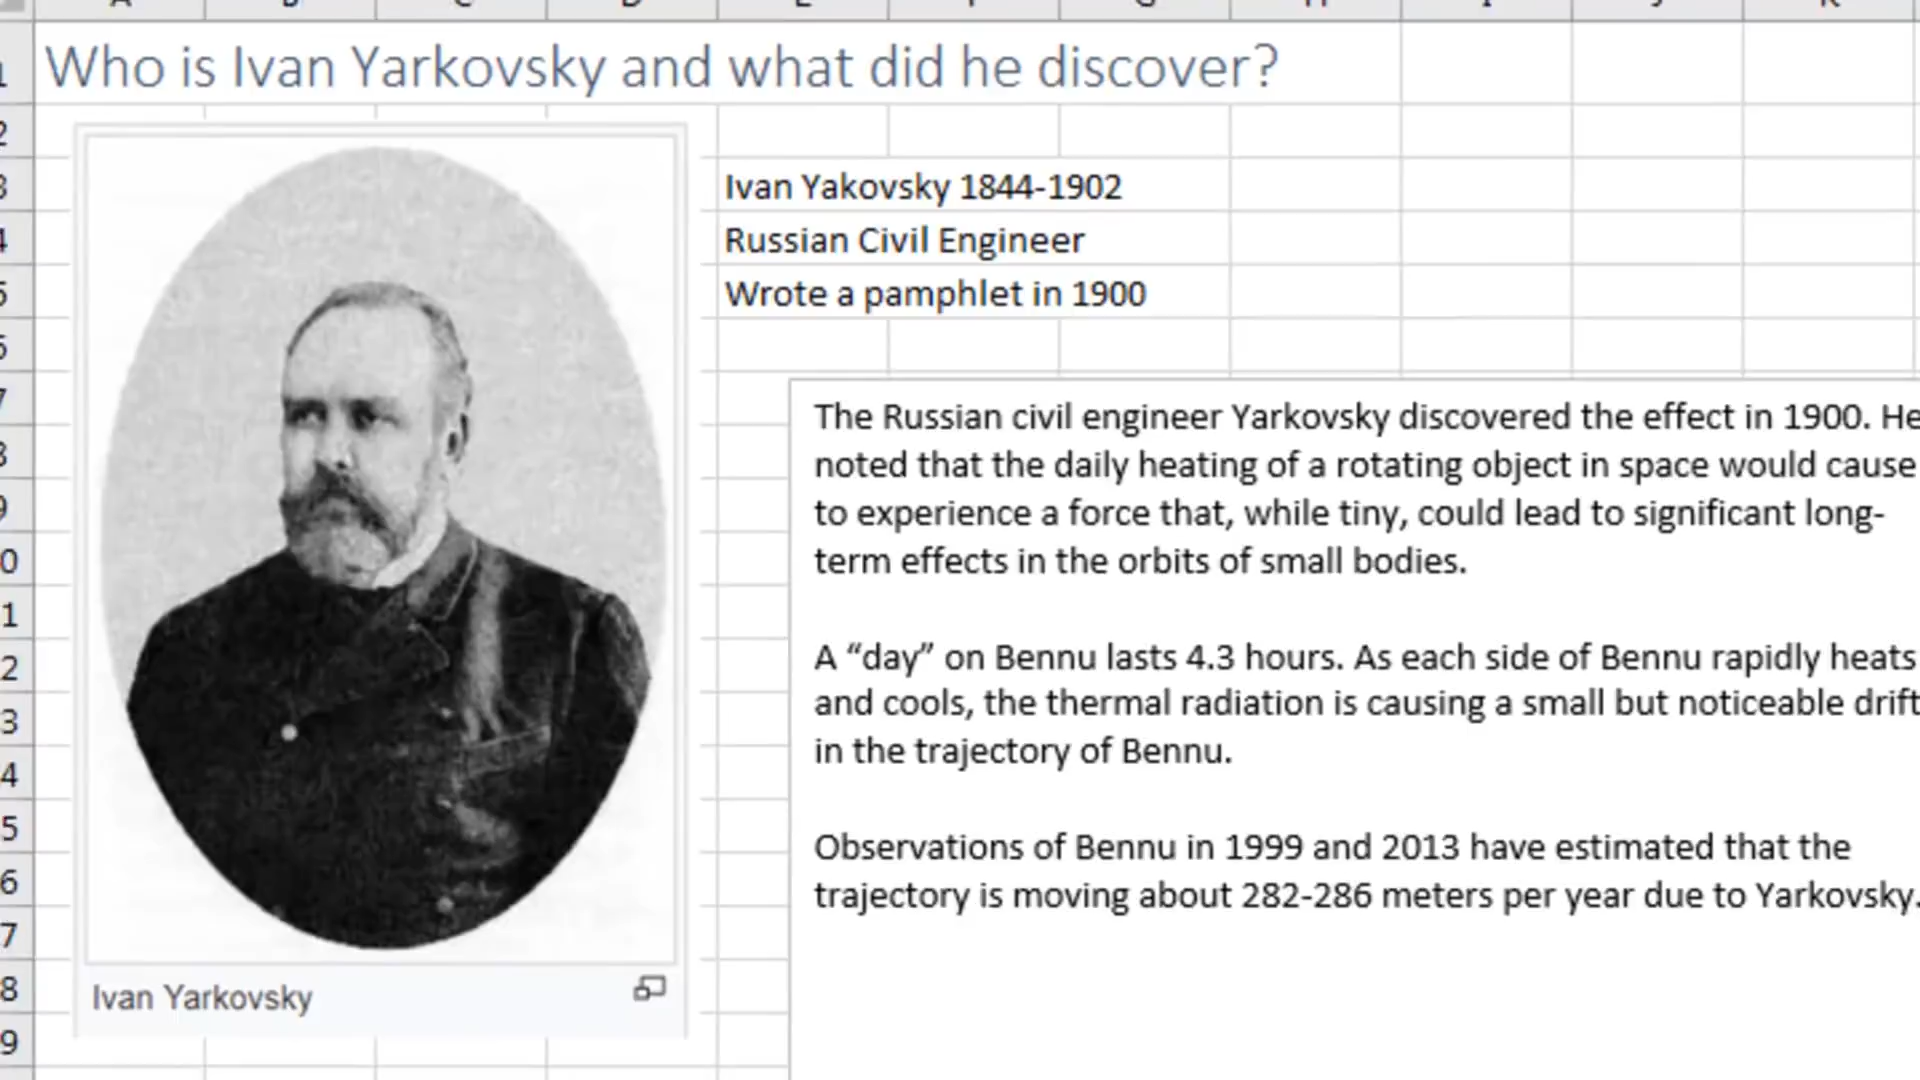 Who is Ivan Yarkovsky and what did he discover?
Ivan Yakovsky 1844-1902
Russian Civil Engineer
Wrote a pamphlet in 1900
The Russian civil engineer Yarkovsky discovered the effect in 1900. He
noted that the daily heating of a rotating object in space would cause
to experience a force that, while tiny, could lead to significant long-
term effects in the orbits of small bodies.
A “day” on Bennu lasts 4.3 hours. As each side of Bennu rapidly heats
and cools, the thermal radiation is causing a small but noticeable drift
in the trajectory of Bennu.
Observations of Bennu in 1999 and 2013 have estimated that the
trajectory is moving about 282-286 meters per year due to Yarkovsky.
Ivan Yarkovsky